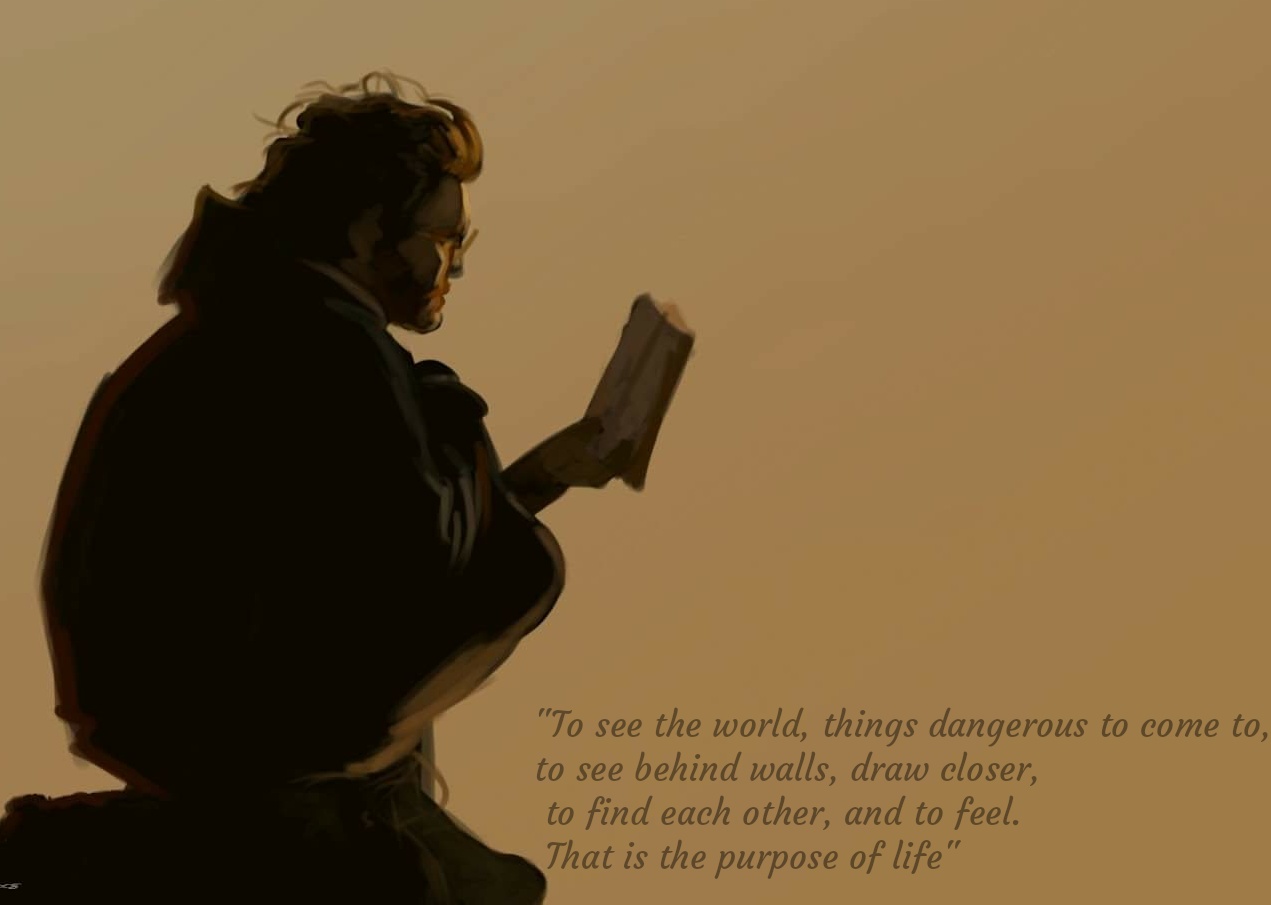 "To see the world, things dangerous to come to,
to see behind walls, draw closer,
to find each other, and to feel.
That is the purpose of life"